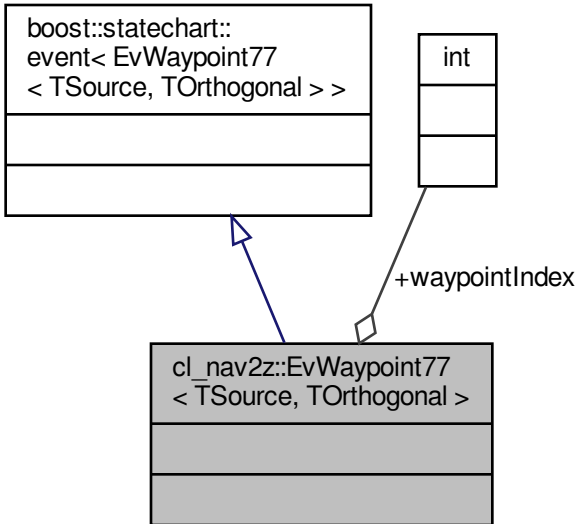 boost::statechart::
event< EvWaypoint77
< TSource, TOrthogonal > >
int
+waypointIndex
cl_nav2z::EvWaypoint77
< TSource, TOrthogonal >